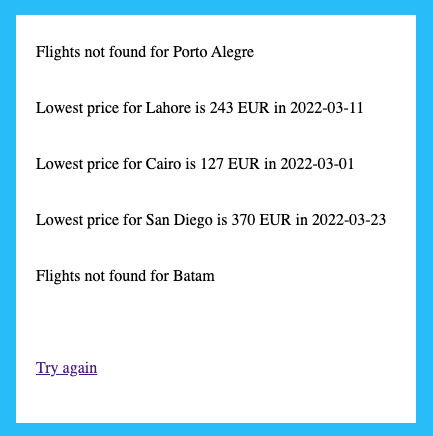 Flights not found for Porto Alegre
Lowest price for Lahore is 243 EUR in 2022-03-11
Lowest price for Cairo is 127 EUR in 2022-03-01
Lowest price for San Diego is 370 EUR in 2022-03-23
Flights not found for Batam
Try again